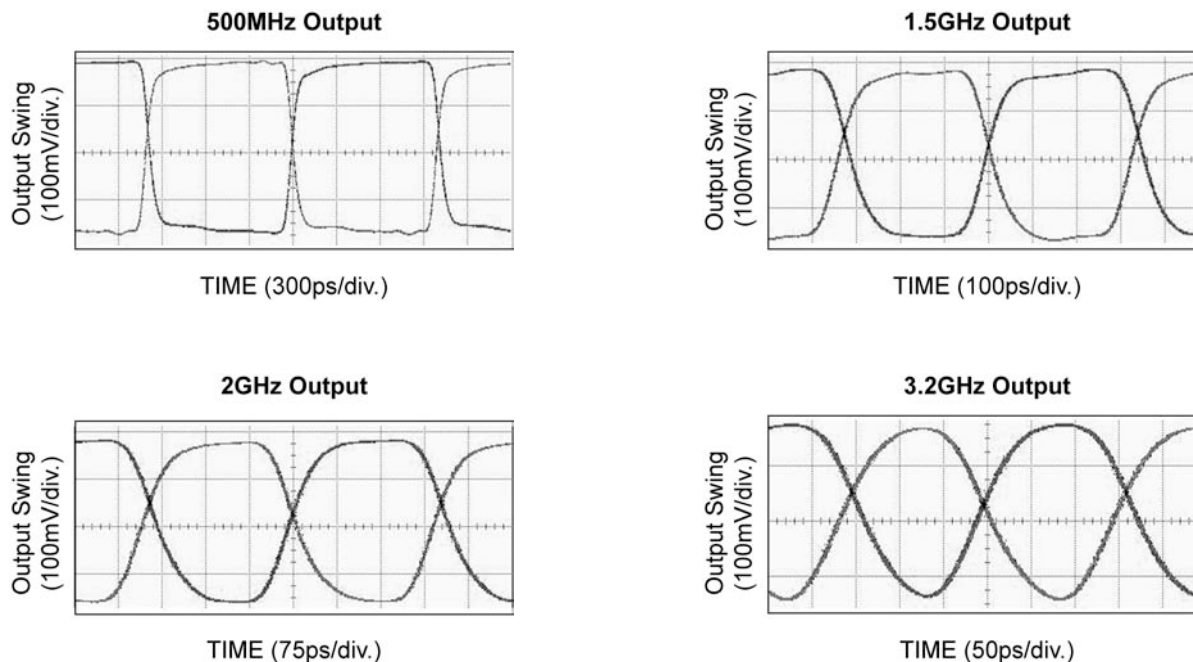 500MHz Output
Output Swing
(100mV/div.)
TIME (300ps/div.)
1.5GHz Output
Output Swing
(100mV/div.)
TIME (100ps/div.)
2GHz Output
Output Swing
(100mV/div.)
TIME (75ps/div.)
3.2GHz Output
Output Swing
(100mV/div.)
TIME (50ps/div.)